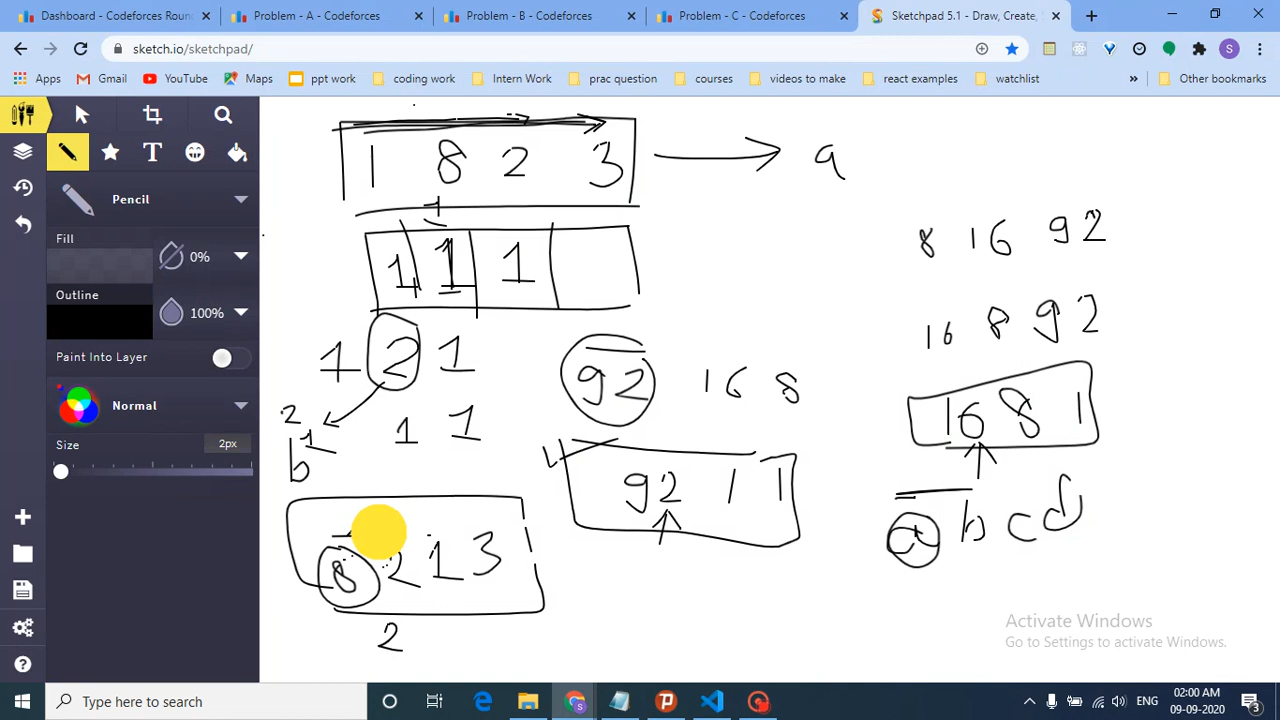 Dashboard - Codeforces Roun
Problem - A - Codeforces
Problem - B - Codeforces
Problem - C - Codeforces
Sketchpad 5.1 - Draw, Create,
sketch.io/sketchpad/
Apps
Gmail
YouTube
Maps
ppt work
coding work
Intern Work
prac question
courses
videos to make
react examples
watchlist
Other bookmarks
Pencil
Fill
0%
Outline
100%
Paint Into Layer
Normal
Size
2px
1 8 2 3
a
1
1 1 1
1 2 1
2
1
b
1 1
8 2 1 3
2
92 16 8
92 1 1
8 16 92
16 8 92
16 8 1
a b c d
Activate Windows
Go to Settings to activate Windows.
Type here to search
ENG
02:00 AM
09-09-2020
3